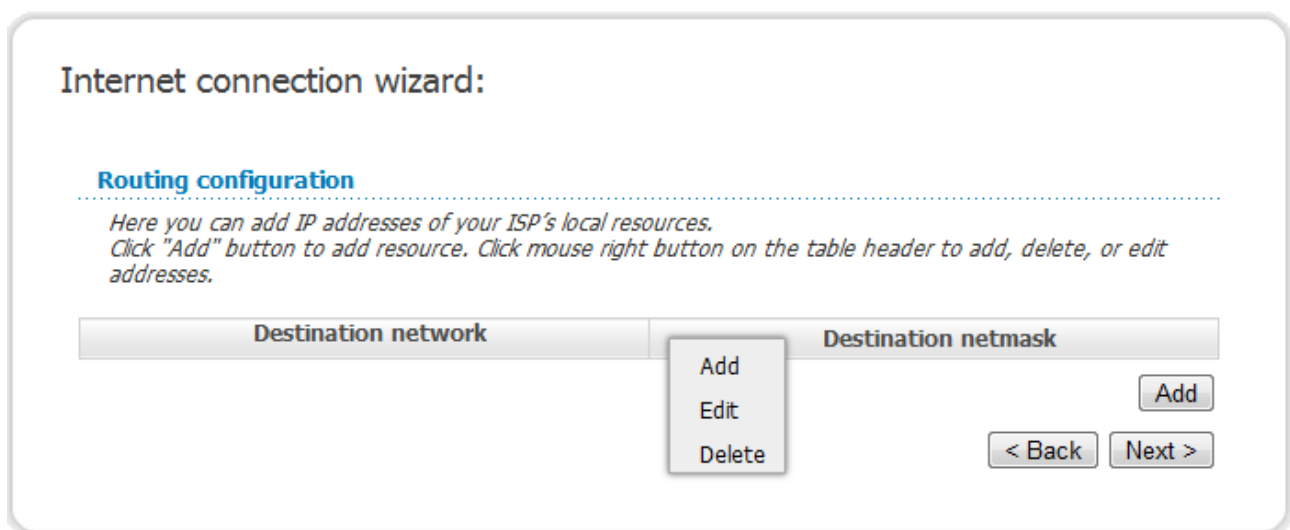 Internet connection wizard:
Routing configuration
Here you can add IP addresses of your ISP's local resources.
Click "Add" button to add resource. Click mouse right button on the table header to add, delete, or edit
addresses.
Destination network
Destination netmask
Add
Edit
Delete
Add
< Back
Next >